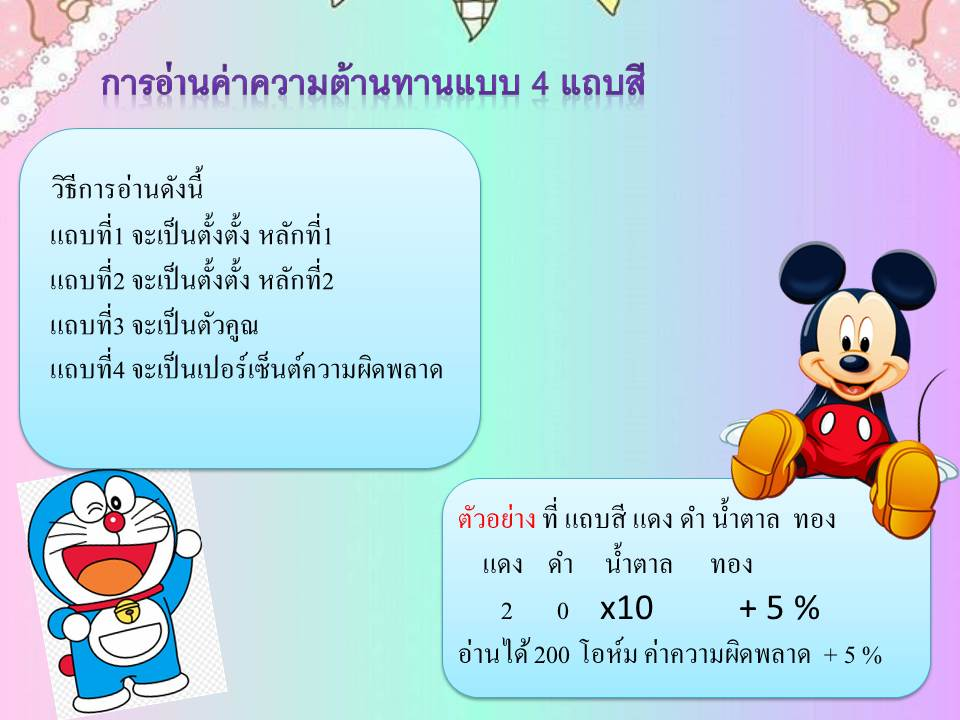 การอ่านค่าความต้านทานแบบ 4 แถบสี
วิธีการอ่านดังนี้
แถบที่1 จะเป็นตั้งตั้ง หลักที่1
แถบที่2 จะเป็นตั้งตั้ง หลักที่2
แถบที่3 จะเป็นตัวคูณ
แถบที่4 จะเป็นเปอร์เซ็นต์ความผิดพลาด
ตัวอย่าง ที่ แถบสี แดง ดำ น้ำตาล ทอง
แดง ดำ น้ำตาล ทอง
2 0 x10 + 5 %
อ่านได้ 200 โอห์ม ค่าความผิดพลาด + 5 %